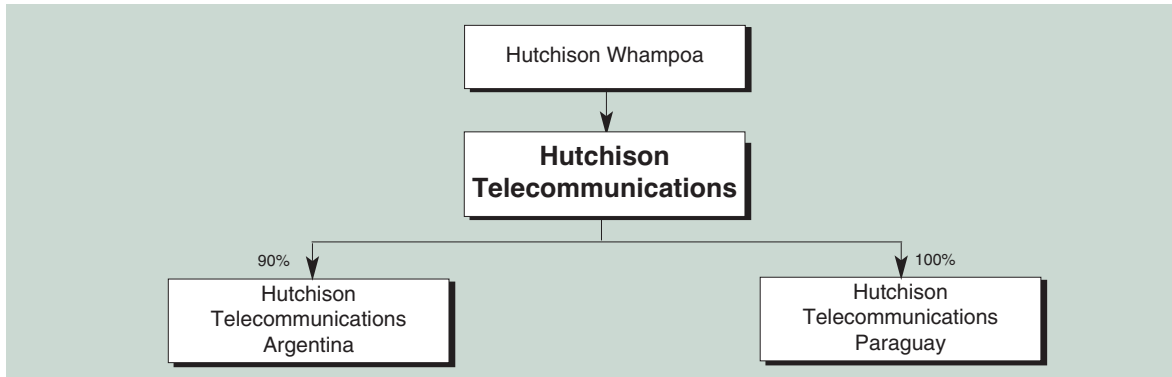 Hutchison Whampoa
Hutchison
Telecommunications
90%
100%
Hutchison
Telecommunications
Argentina
Hutchison
Telecommunications
Paraguay